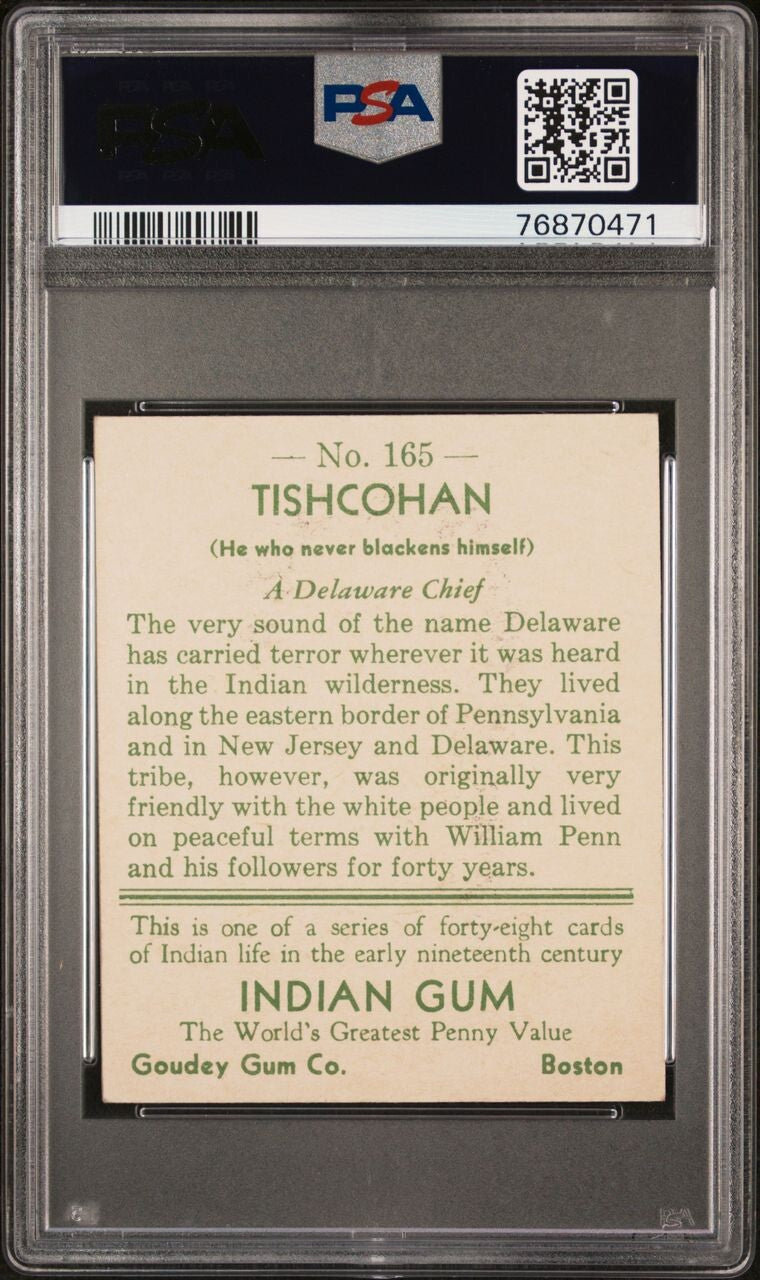 PSA
PSA
76870471
— No. 165 —
TISHCOHAN
(He who never blackens himself)
A Delaware Chief
The very sound of the name Delaware
has carried terror wherever it was heard
in the Indian wilderness. They lived
along the eastern border of Pennsylvania
and in New Jersey and Delaware. This
tribe, however, was originally very
friendly with the white people and lived
on peaceful terms with William Penn
and his followers for forty years.
This is one of a series of forty-eight cards
of Indian life in the early nineteenth century
INDIAN GUM
The World's Greatest Penny Value
Goudey Gum Co. Boston
PSA